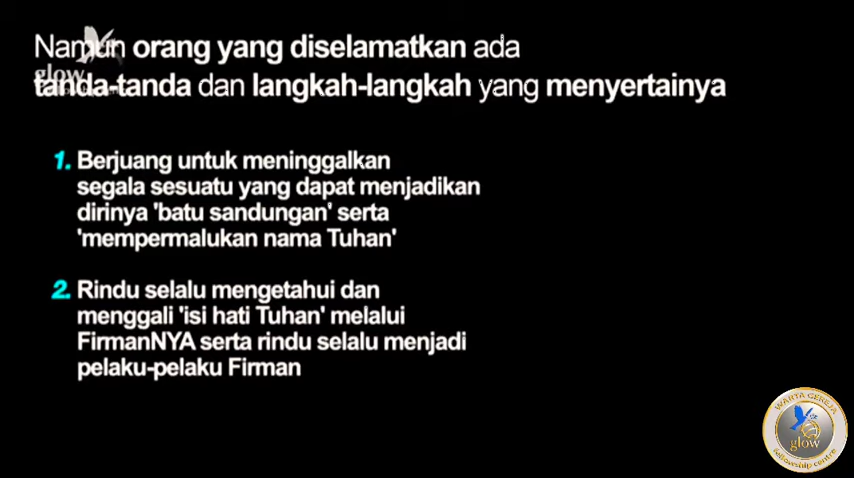 Namun orang yang diselamatkan ada
tanda-tanda dan langkah-langkah yang menyertainya
1. Berjuang untuk meninggalkan
segala sesuatu yang dapat menjadikan
dirinya 'batu sandungan' serta
'mempermalukan nama Tuhan'
2. Rindu selalu mengetahui dan
menggali 'isi hati Tuhan' melalui
FirmanNYA serta rindu selalu menjadi
pelaku-pelaku Firman
glow
WARTA GEREJA
glow
fellowship centre